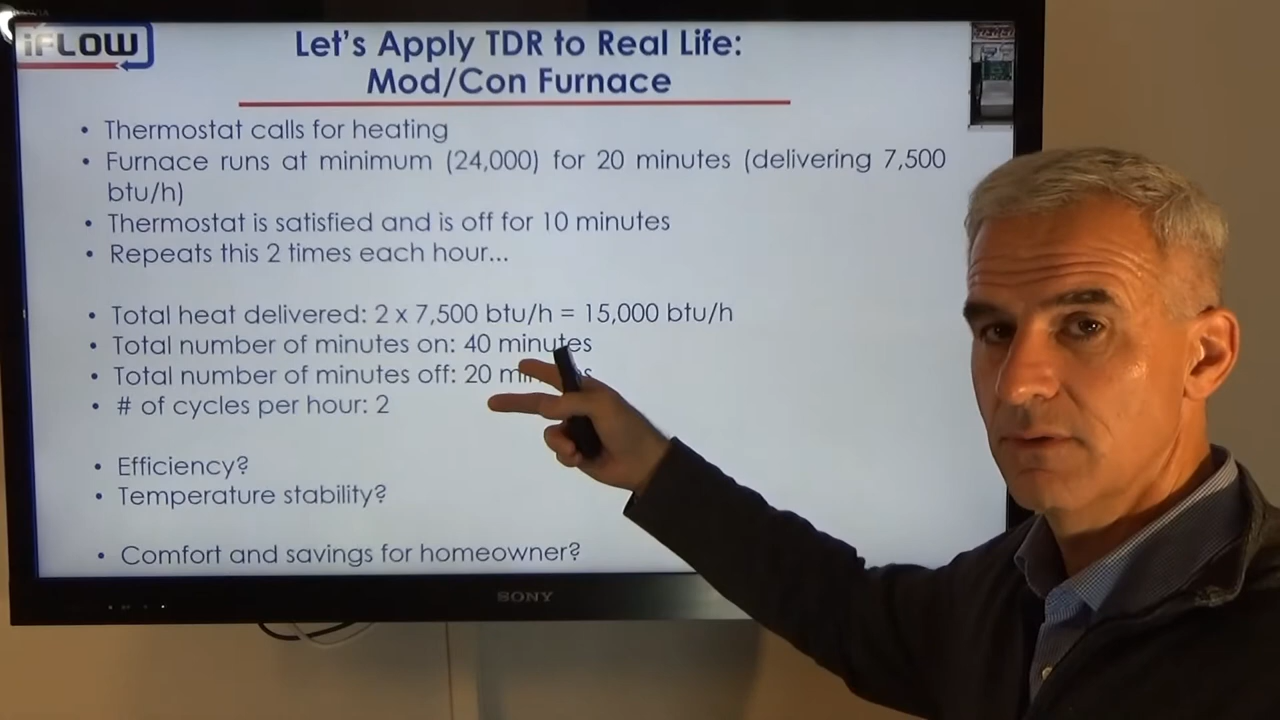 iFLOW
Let's Apply TDR to Real Life:
Mod/Con Furnace
• Thermostat calls for heating
• Furnace runs at minimum (24,000) for 20 minutes (delivering 7,500
btu/h)
• Thermostat is satisfied and is off for 10 minutes
• Repeats this 2 times each hour...
• Total heat delivered: 2 x 7,500 btu/h = 15,000 btu/h
• Total number of minutes on: 40 minutes
• Total number of minutes off: 20
• # of cycles per hour: 2
• Efficiency?
• Temperature stability?
• Comfort and savings for homeowner?
SONY